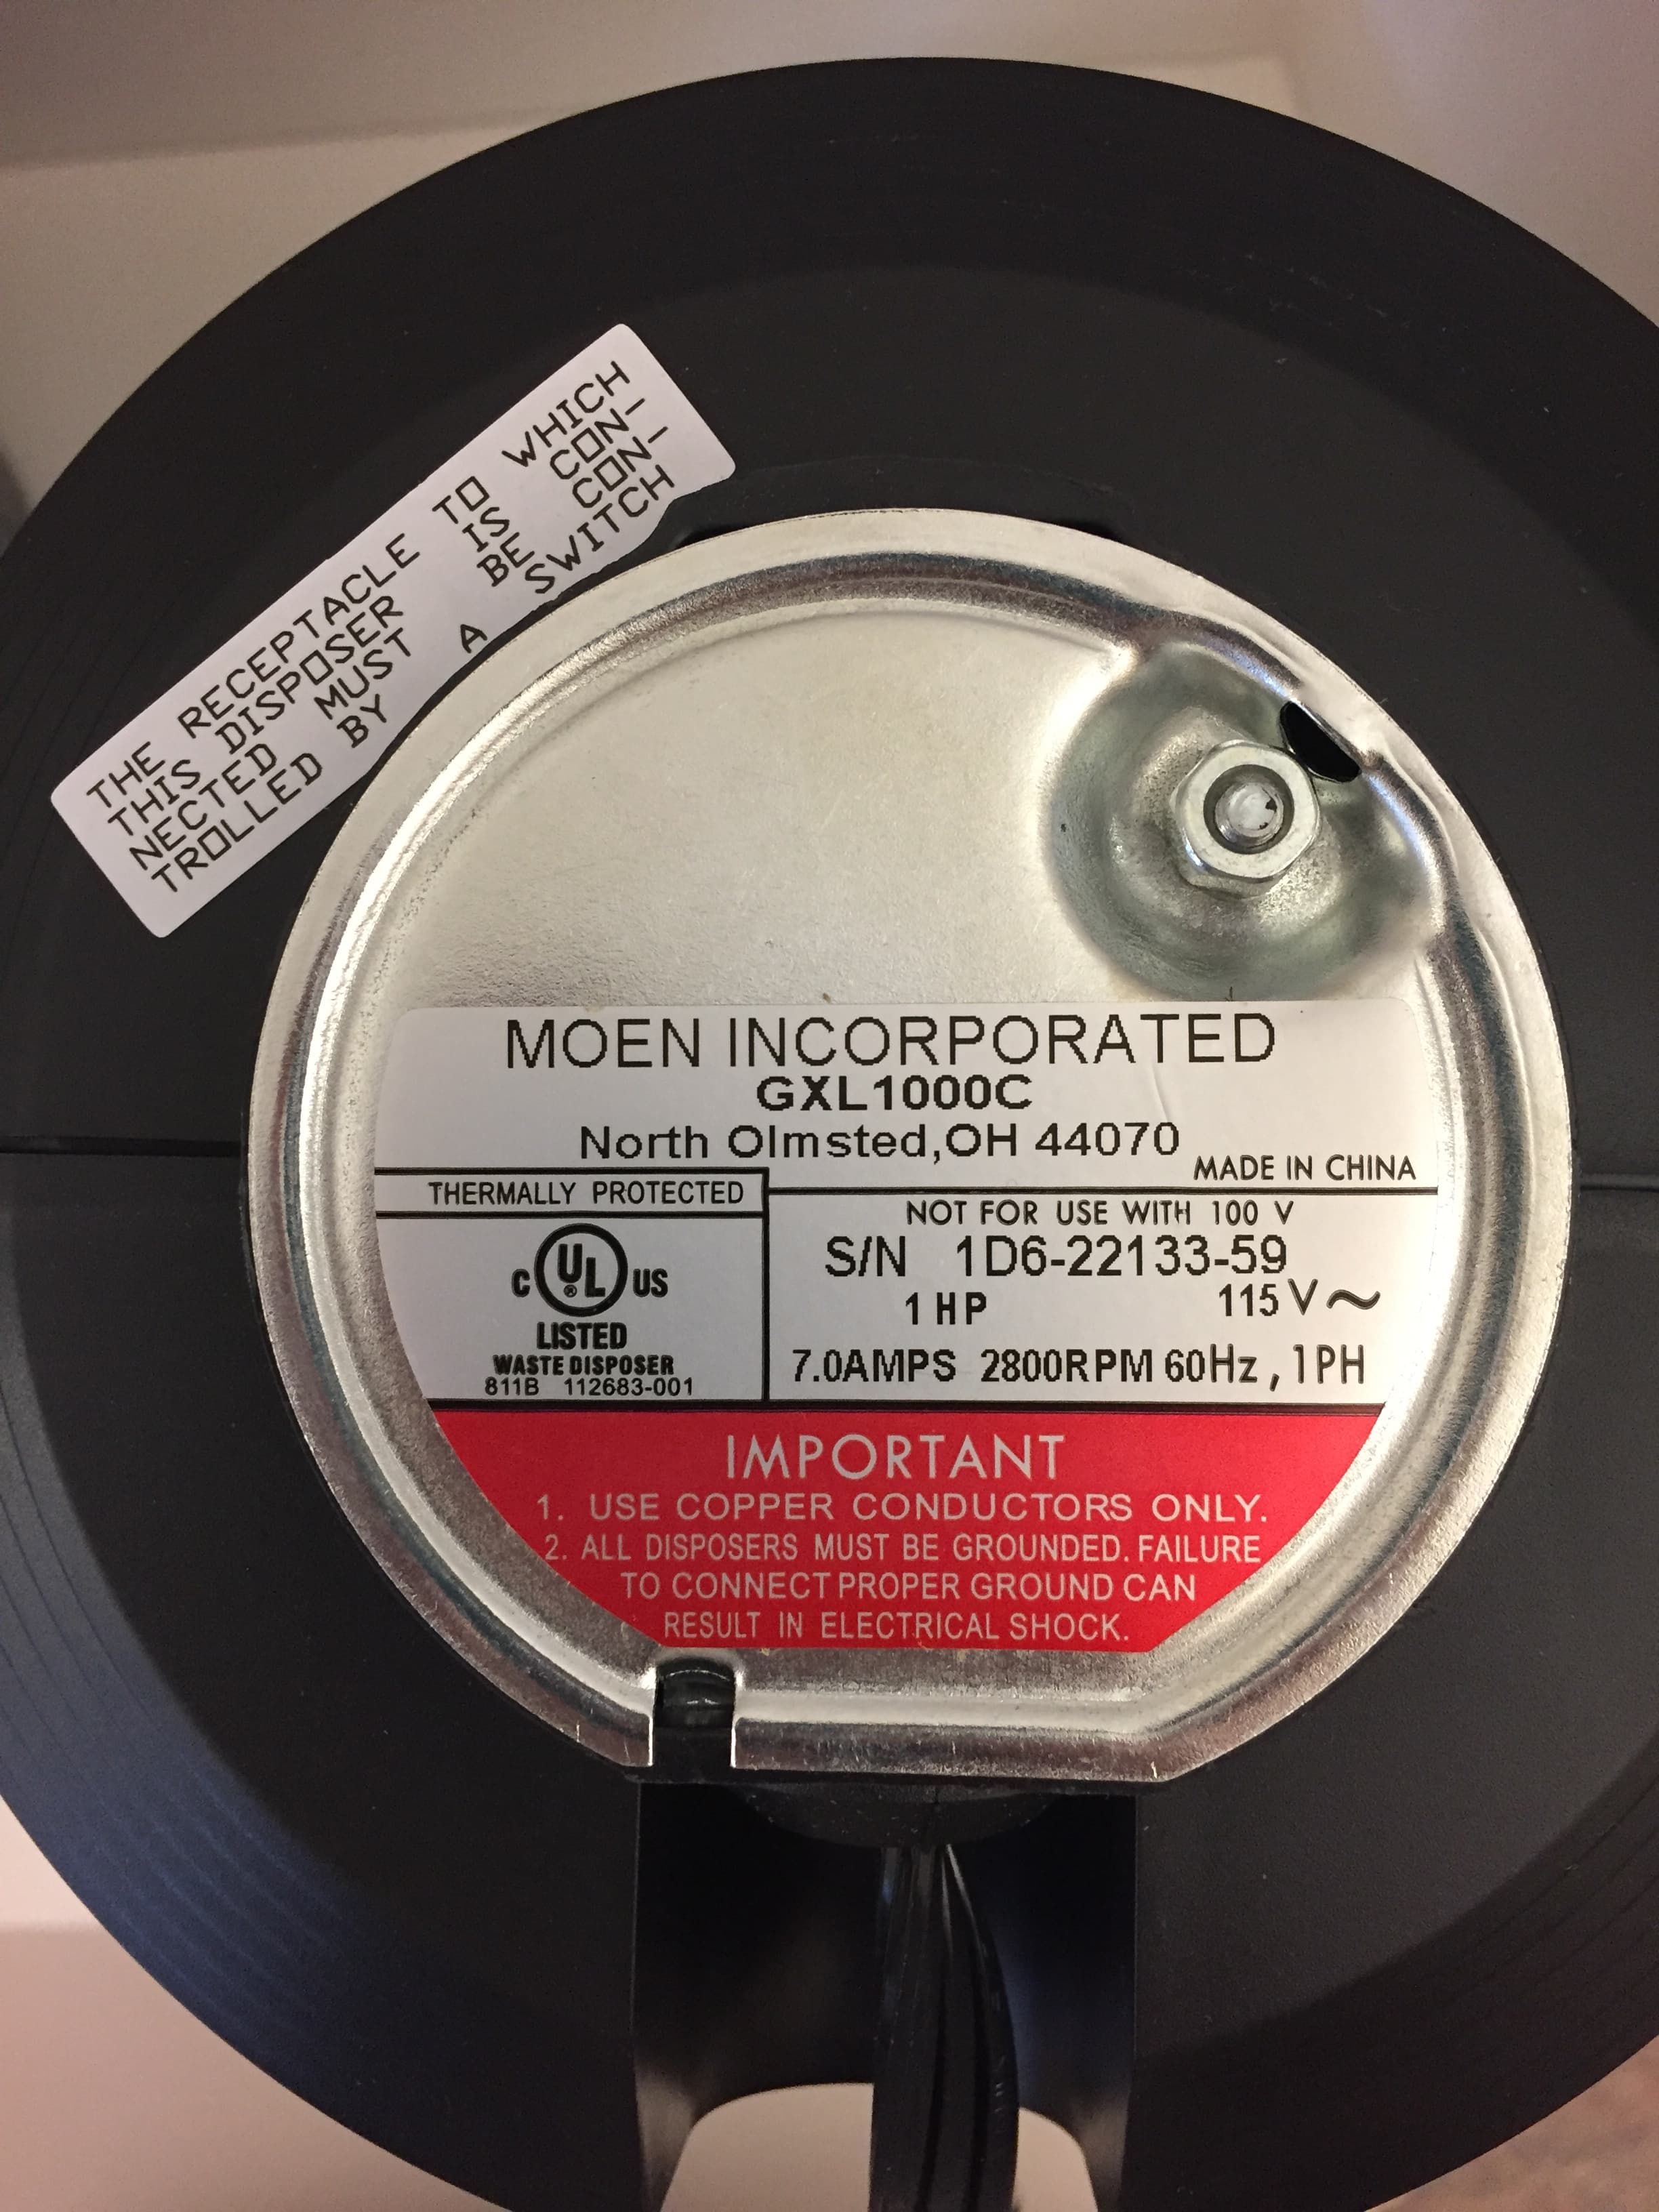 THE RECEPTACLE TO WHICH
THIS DISPOSER IS CON-
NECTED MUST BE CON-
TROLLED BY A SWITCH
MOEN INCORPORATED
GXL1000C
North Olmsted,OH 44070
MADE IN CHINA
THERMALLY PROTECTED
C UL ® US
LISTED
WASTE DISPOSER
811B 112683-001
NOT FOR USE WITH 100 V
S/N 1D6-22133-59
1 HP 115 V ~
7.0AMPS 2800RPM 60Hz, 1PH
IMPORTANT
1. USE COPPER CONDUCTORS ONLY.
2. ALL DISPOSERS MUST BE GROUNDED. FAILURE
TO CONNECT PROPER GROUND CAN
RESULT IN ELECTRICAL SHOCK.